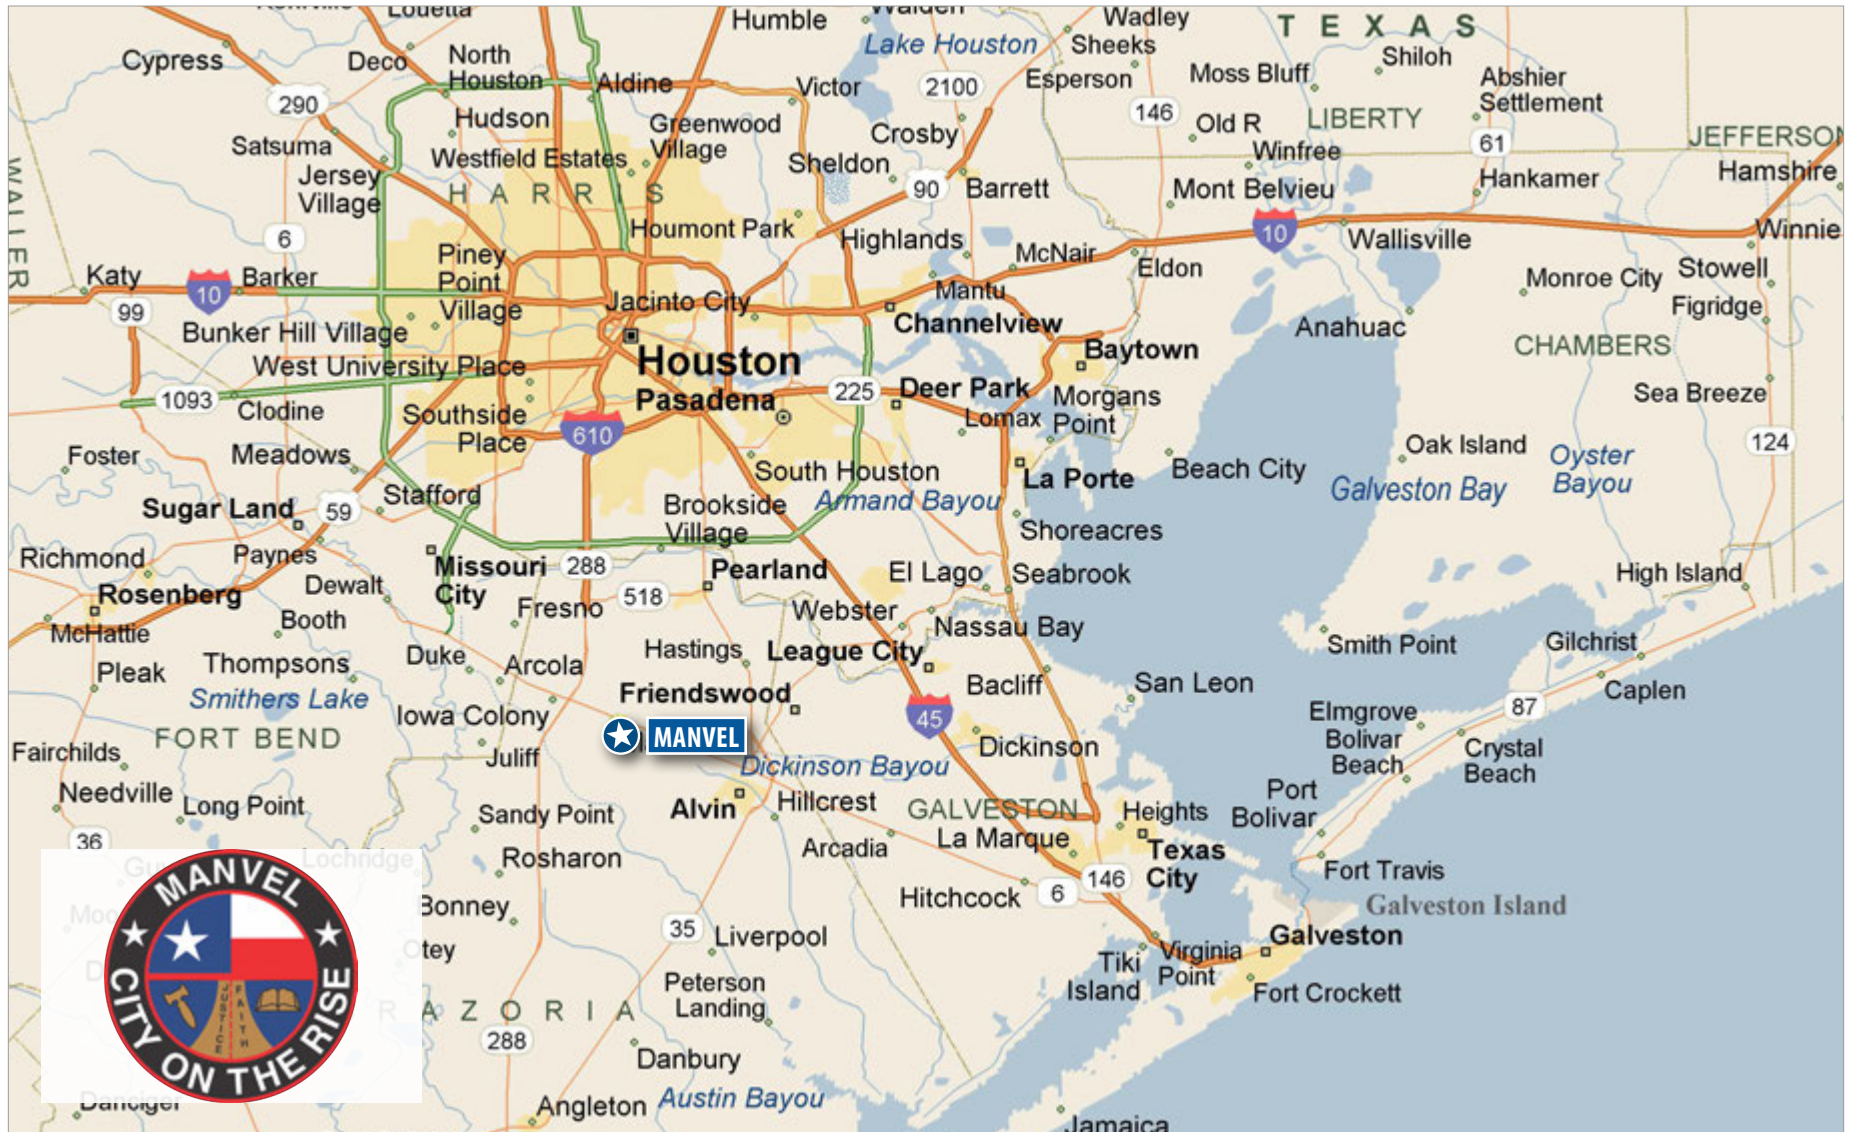 Louetta
Humble
Walden
Wadley
TEXAS
Cypress
Deco
North
Houston
Lake Houston
Sheeks
Shiloh
Aldine
Victor
2100
Esperson
Moss Bluff
Abshier
Settlement
290
Hudson
146
LIBERTY
Satsuma
Greenwood
Village
Crosby
Old R
Winfree
61
JEFFERSON
Westfield Estates
Sheldon
Hamshire
Jersey
Village
HARRIS
90
Barrett
Mont Belvieu
Hankamer
WALLER
6
Houmont Park
Highlands
McNair
10
Wallisville
Winnie
Piney
Point
Village
Katy
10
Barker
Eldon
Monroe City
Stowell
Figridge
99
Jacinto City
Mantu
Channelview
Anahuac
Bunker Hill Village
Houston
Baytown
CHAMBERS
West University Place
1093
Clodine
Pasadena
225
Deer Park
Morgans
Point
Sea Breeze
Southside
Place
610
Lomax
124
Foster
Meadows
South Houston
La Porte
Beach City
Oak Island
Oyster
Bayou
Galveston Bay
Sugar Land
59
Stafford
Brookside
Village
Armand Bayou
Shoreacres
Richmond
Paynes
Missouri
City
288
Pearland
El Lago
Seabrook
High Island
Rosenberg
Dewalt
518
Fresno
Webster
McHattie
Booth
Nassau Bay
Smith Point
Gilchrist
Pleak
Thompsons
Duke
Arcola
Hastings
League City
Smithers Lake
Friendswood
Bacliff
San Leon
Caplen
FORT BEND
Iowa Colony
45
87
Elmgrove
Bolivar
Beach
Fairchilds
Juliff
MANVEL
Dickinson
Crystal
Beach
Dickinson Bayou
Needville
Long Point
Sandy Point
Alvin
Hillcrest
GALVESTON
Heights
Port
Bolivar
36
La Marque
Texas
City
Lochridge
Rosharon
Arcadia
Fort Travis
Hitchcock
6
146
Galveston Island
Bonney
35
Liverpool
Galveston
Otey
Virginia
Point
Tiki
Island
Peterson
Landing
Fort Crockett
RAZORIA
288
Danbury
Danciger
Angleton
Austin Bayou
Jamaica
MANVEL
CITY ON THE RISE
JUSTICE
FAITH